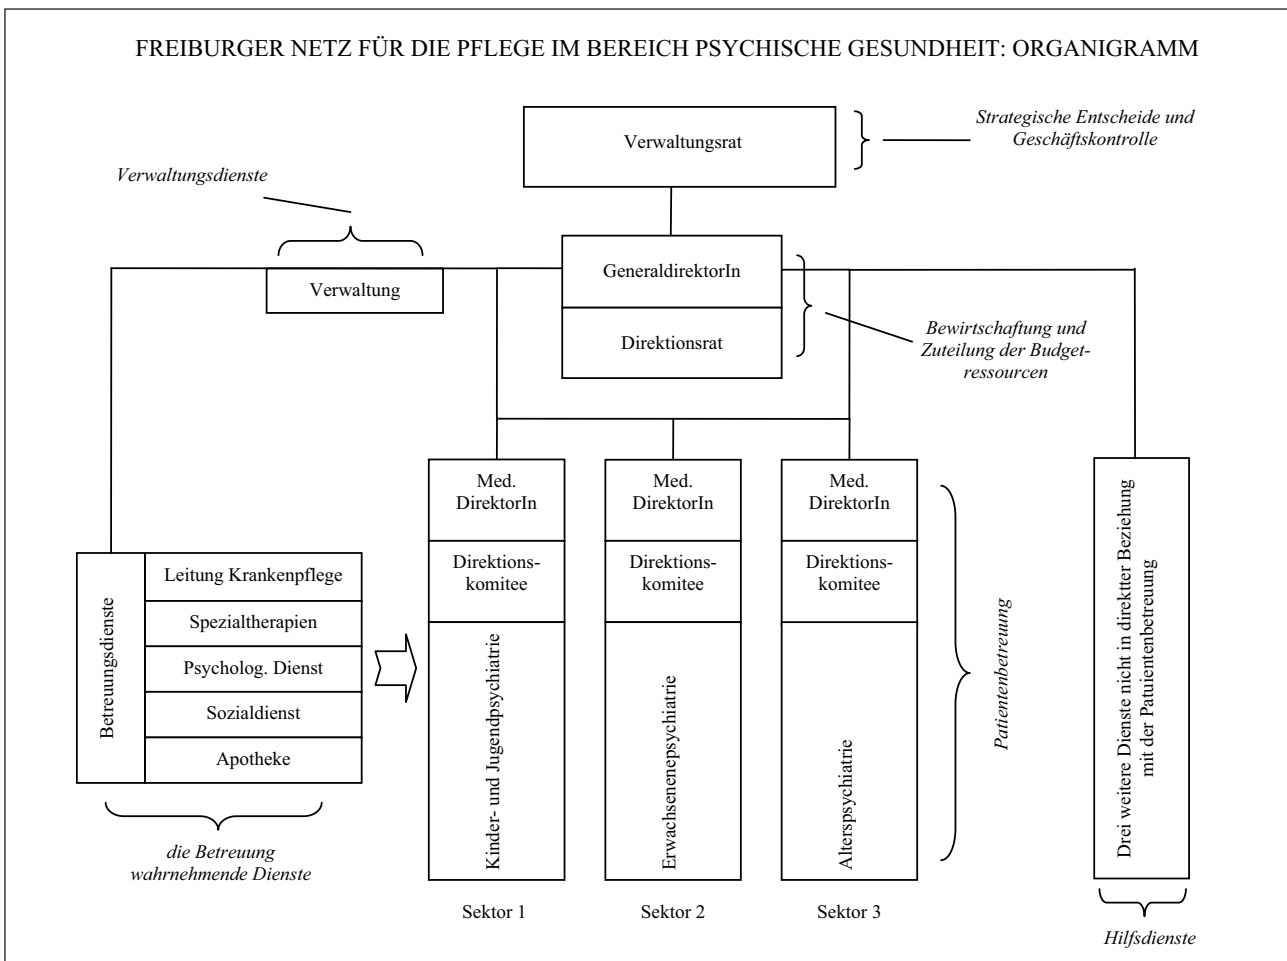 FREIBURGER NETZ FÜR DIE PFLEGE IM BEREICH PSYCHISCHE GESUNDHEIT: ORGANIGRAMM
Verwaltungsrat
Strategische Entscheide und
Geschäftskontrolle
Verwaltungsdienste
Verwaltung
GeneraldirektorIn
Direktionsrat
Bewirtschaftung und
Zuteilung der Budget-
ressourcen
Betreuungsdienste
Leitung Krankenpflege
Spezialtherapien
Psycholog. Dienst
Sozialdienst
Apotheke
die Betreuung
wahrnehmende Dienste
Med.
DirektorIn
Direktions-
komitee
Kinder- und Jugendpsychiatrie
Sektor 1
Med.
DirektorIn
Direktions-
komitee
Erwachsenenpsychiatrie
Sektor 2
Med.
DirektorIn
Direktions-
komitee
Alterspsychiatrie
Sektor 3
Patientenbetreuung
Drei weitere Dienste nicht in direktter Beziehung
mit der Patuientenbetreuung
Hilfsdienste